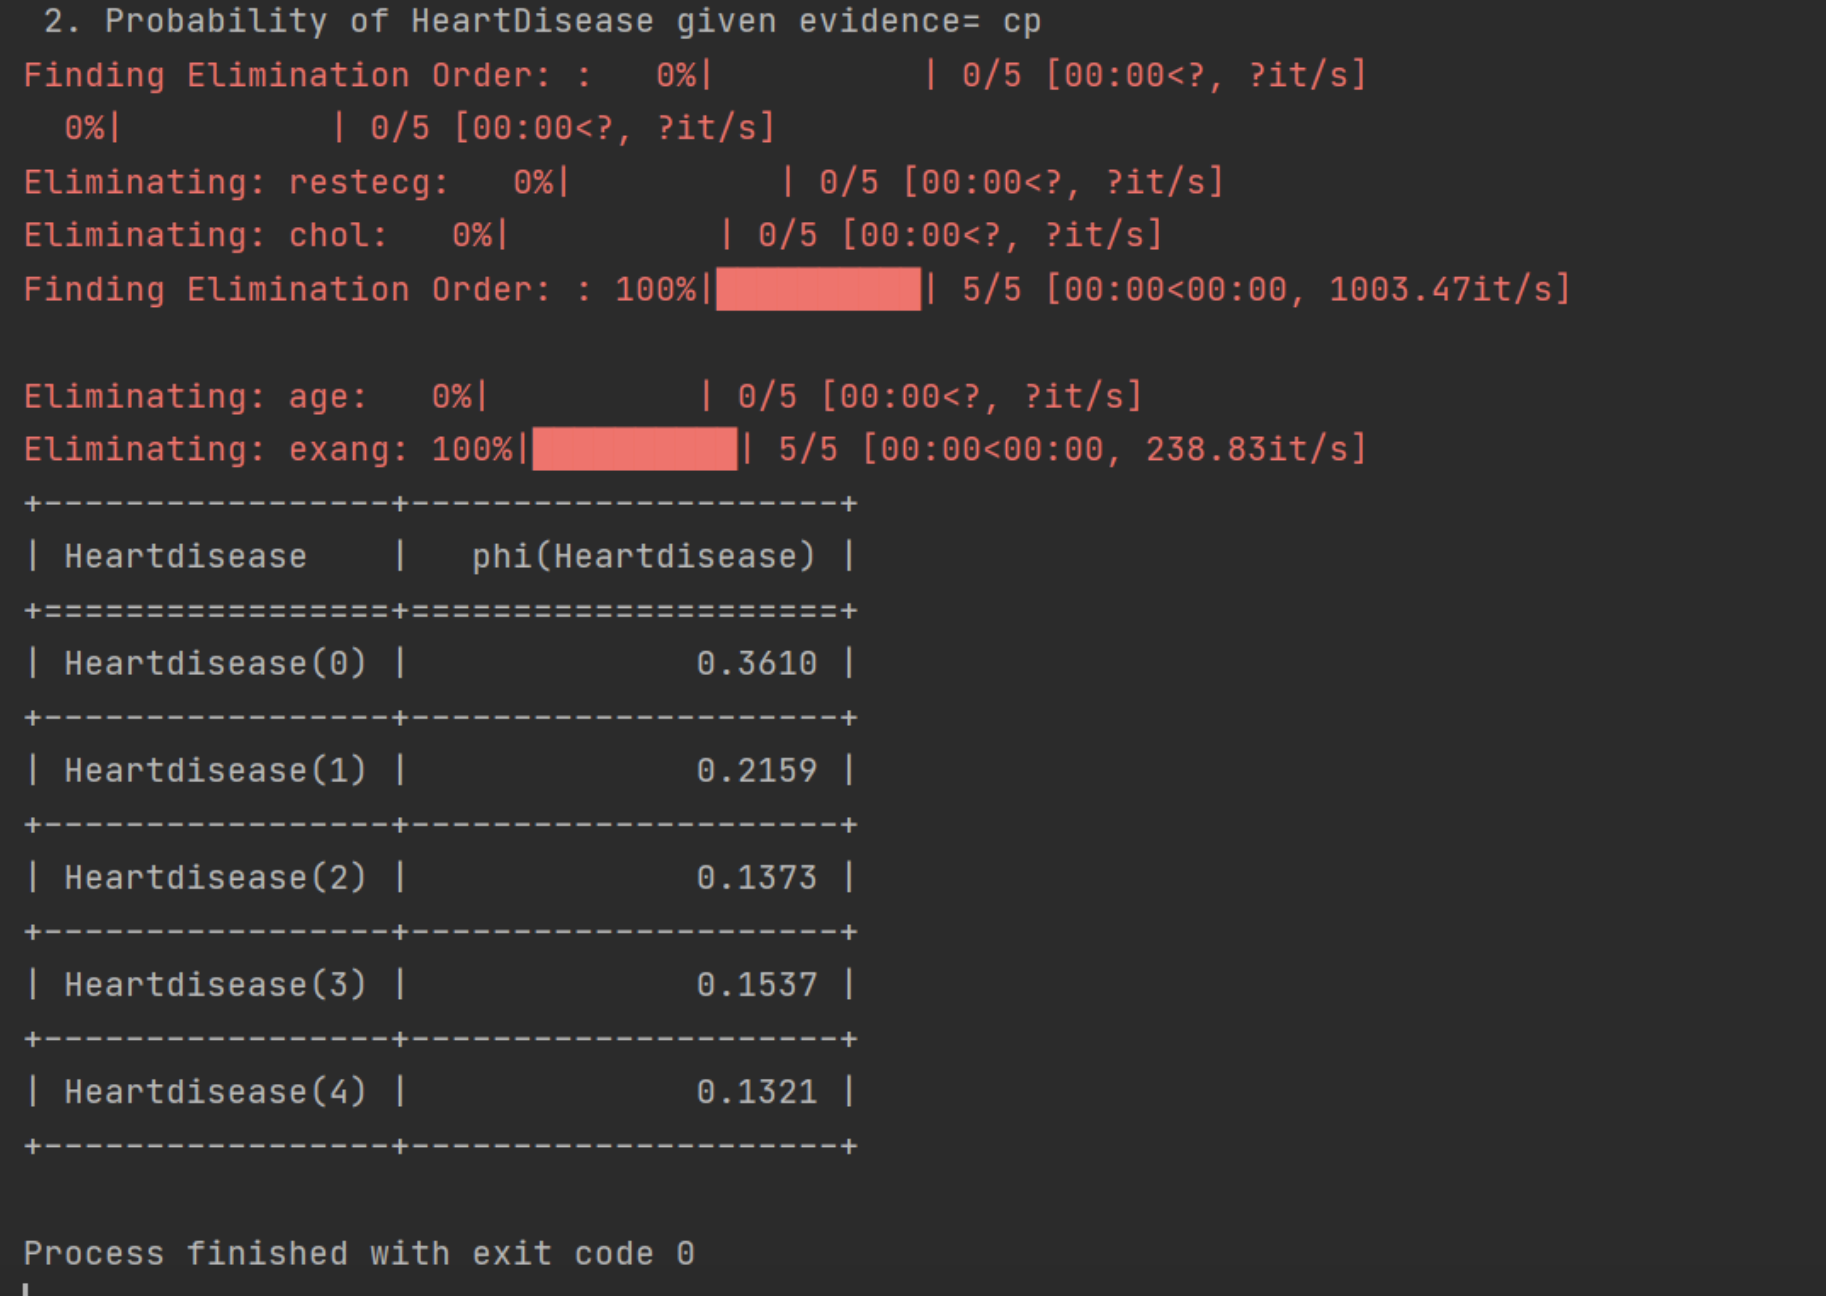 2. Probability of HeartDisease given evidence= cp
Finding Elimination Order: :   0%|          | 0/5 [00:00<?, ?it/s]
  0%|          | 0/5 [00:00<?, ?it/s]
Eliminating: restecg:   0%|          | 0/5 [00:00<?, ?it/s]
Eliminating: chol:   0%|          | 0/5 [00:00<?, ?it/s]
Finding Elimination Order: : 100%|██████████| 5/5 [00:00<00:00, 1003.47it/s]
Eliminating: age:   0%|          | 0/5 [00:00<?, ?it/s]
Eliminating: exang: 100%|██████████| 5/5 [00:00<00:00, 238.83it/s]
+-----------------+---------------------+
| Heartdisease    |   phi(Heartdisease) |
+=================+=====================+
| Heartdisease(0) |              0.3610 |
+-----------------+---------------------+
| Heartdisease(1) |              0.2159 |
+-----------------+---------------------+
| Heartdisease(2) |              0.1373 |
+-----------------+---------------------+
| Heartdisease(3) |              0.1537 |
+-----------------+---------------------+
| Heartdisease(4) |              0.1321 |
+-----------------+---------------------+
Process finished with exit code 0